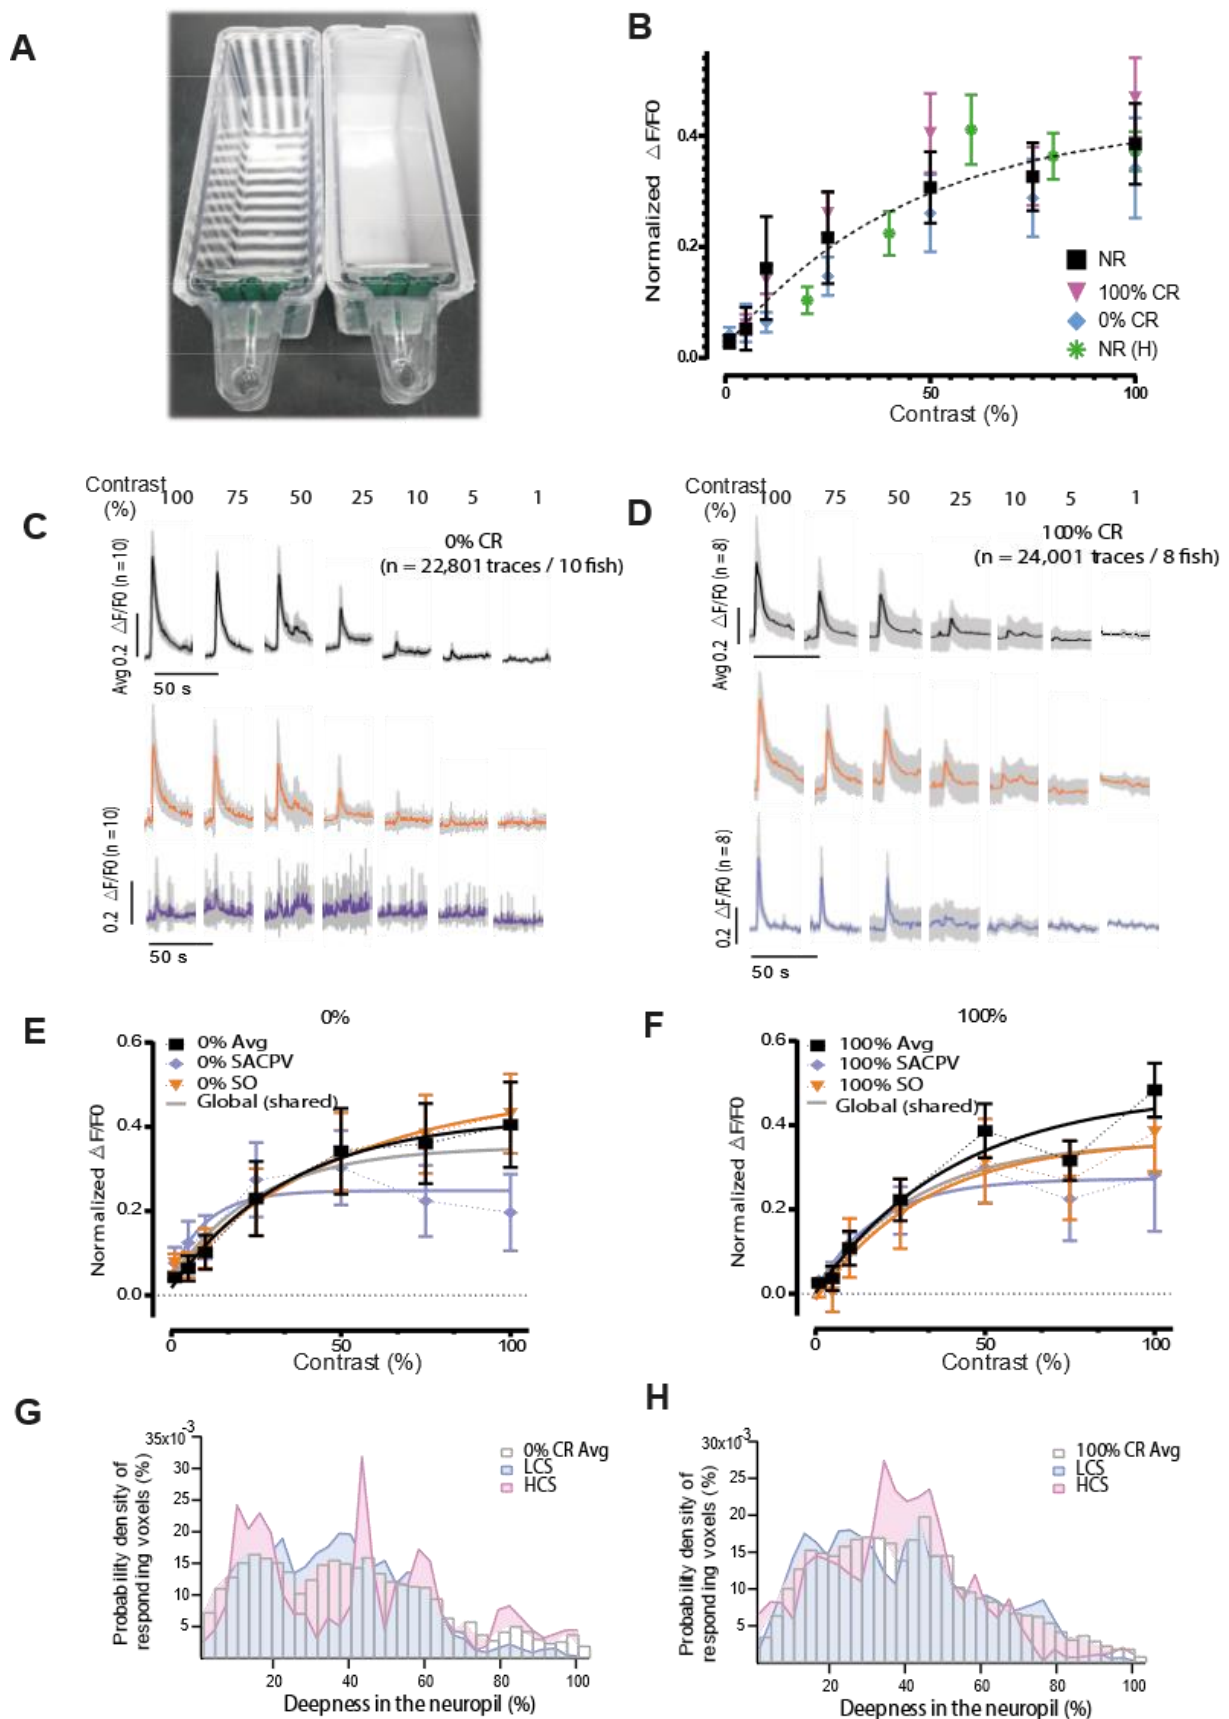 A
B
Normalized △F/F0
0.4
0.2
0.0
NR
100% CR
0% CR
NR (H)
0 50 100
Contrast (%)
C
Contrast (%) 100 75 50 25 10 5 1
0% CR
(n = 22,801 traces / 10 fish)
Avg 0.2 △F/F0 (n = 10)
50 s
0.2 △F/F0 (n = 10)
50 s
D
Contrast (%) 100 75 50 25 10 5 1
100% CR
(n = 24,001 traces / 8 fish)
Avg 0.2 △F/F0 (n = 8)
0.2 △F/F0 (n = 8)
50 s
E
0%
0% Avg
0% SACPV
0% SO
Global (shared)
Normalized △F/F0
0.6
0.4
0.2
0.0
0 50 100
Contrast (%)
F
100%
100% Avg
100% SACPV
100% SO
Global (shared)
Normalized △F/F0
0.6
0.4
0.2
0.0
0 50 100
Contrast (%)
G
Probability density of
responding voxels (%)
35x10-3
30
25
20
15
10
5
0% CR Avg
LCS
HCS
20 40 60 80 100
Deepness in the neuropil (%)
H
Probability density of
responding voxels (%)
30x10-3
25
20
15
10
5
100% CR Avg
LCS
HCS
20 40 60 80 100
Deepness in the neuropil (%)